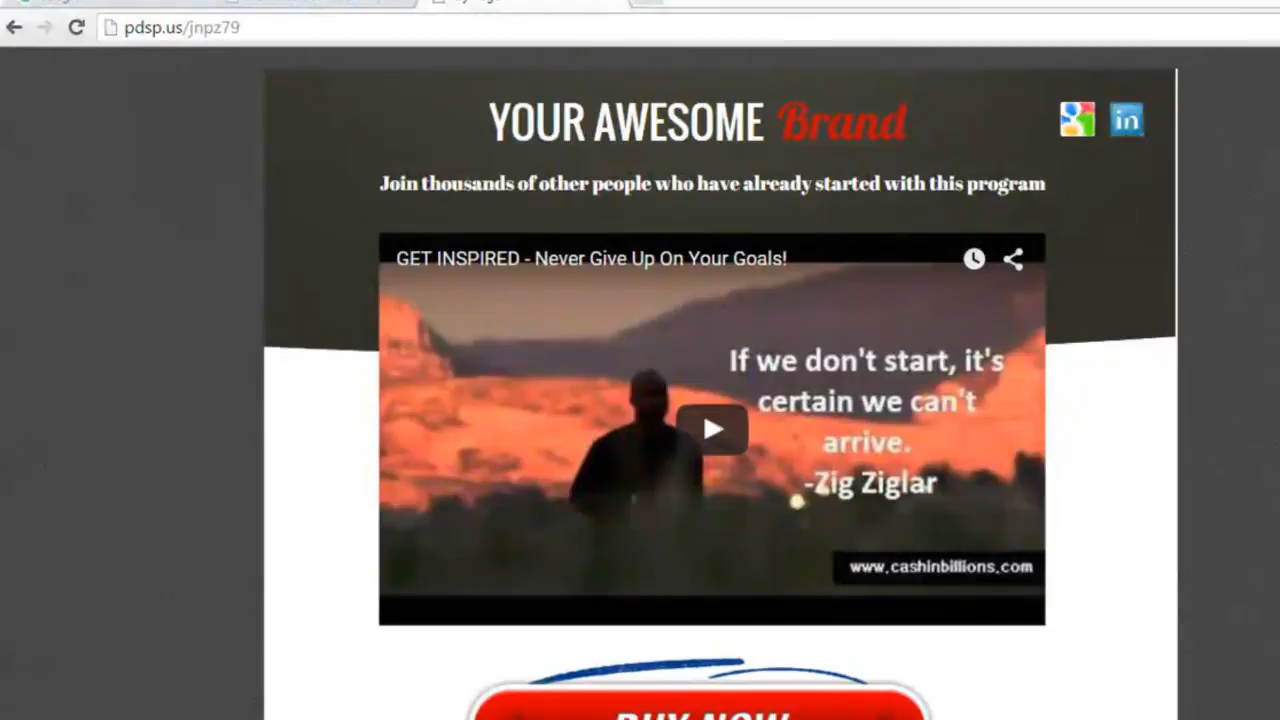 pdsp.us/jnpz79
YOUR AWESOME Brand
in
Join thousands of other people who have already started with this program
GET INSPIRED - Never Give Up On Your Goals!
If we don't start, it's
certain we can't
arrive.
-Zig Ziglar
www.cashinbillions.com
BUY NOW